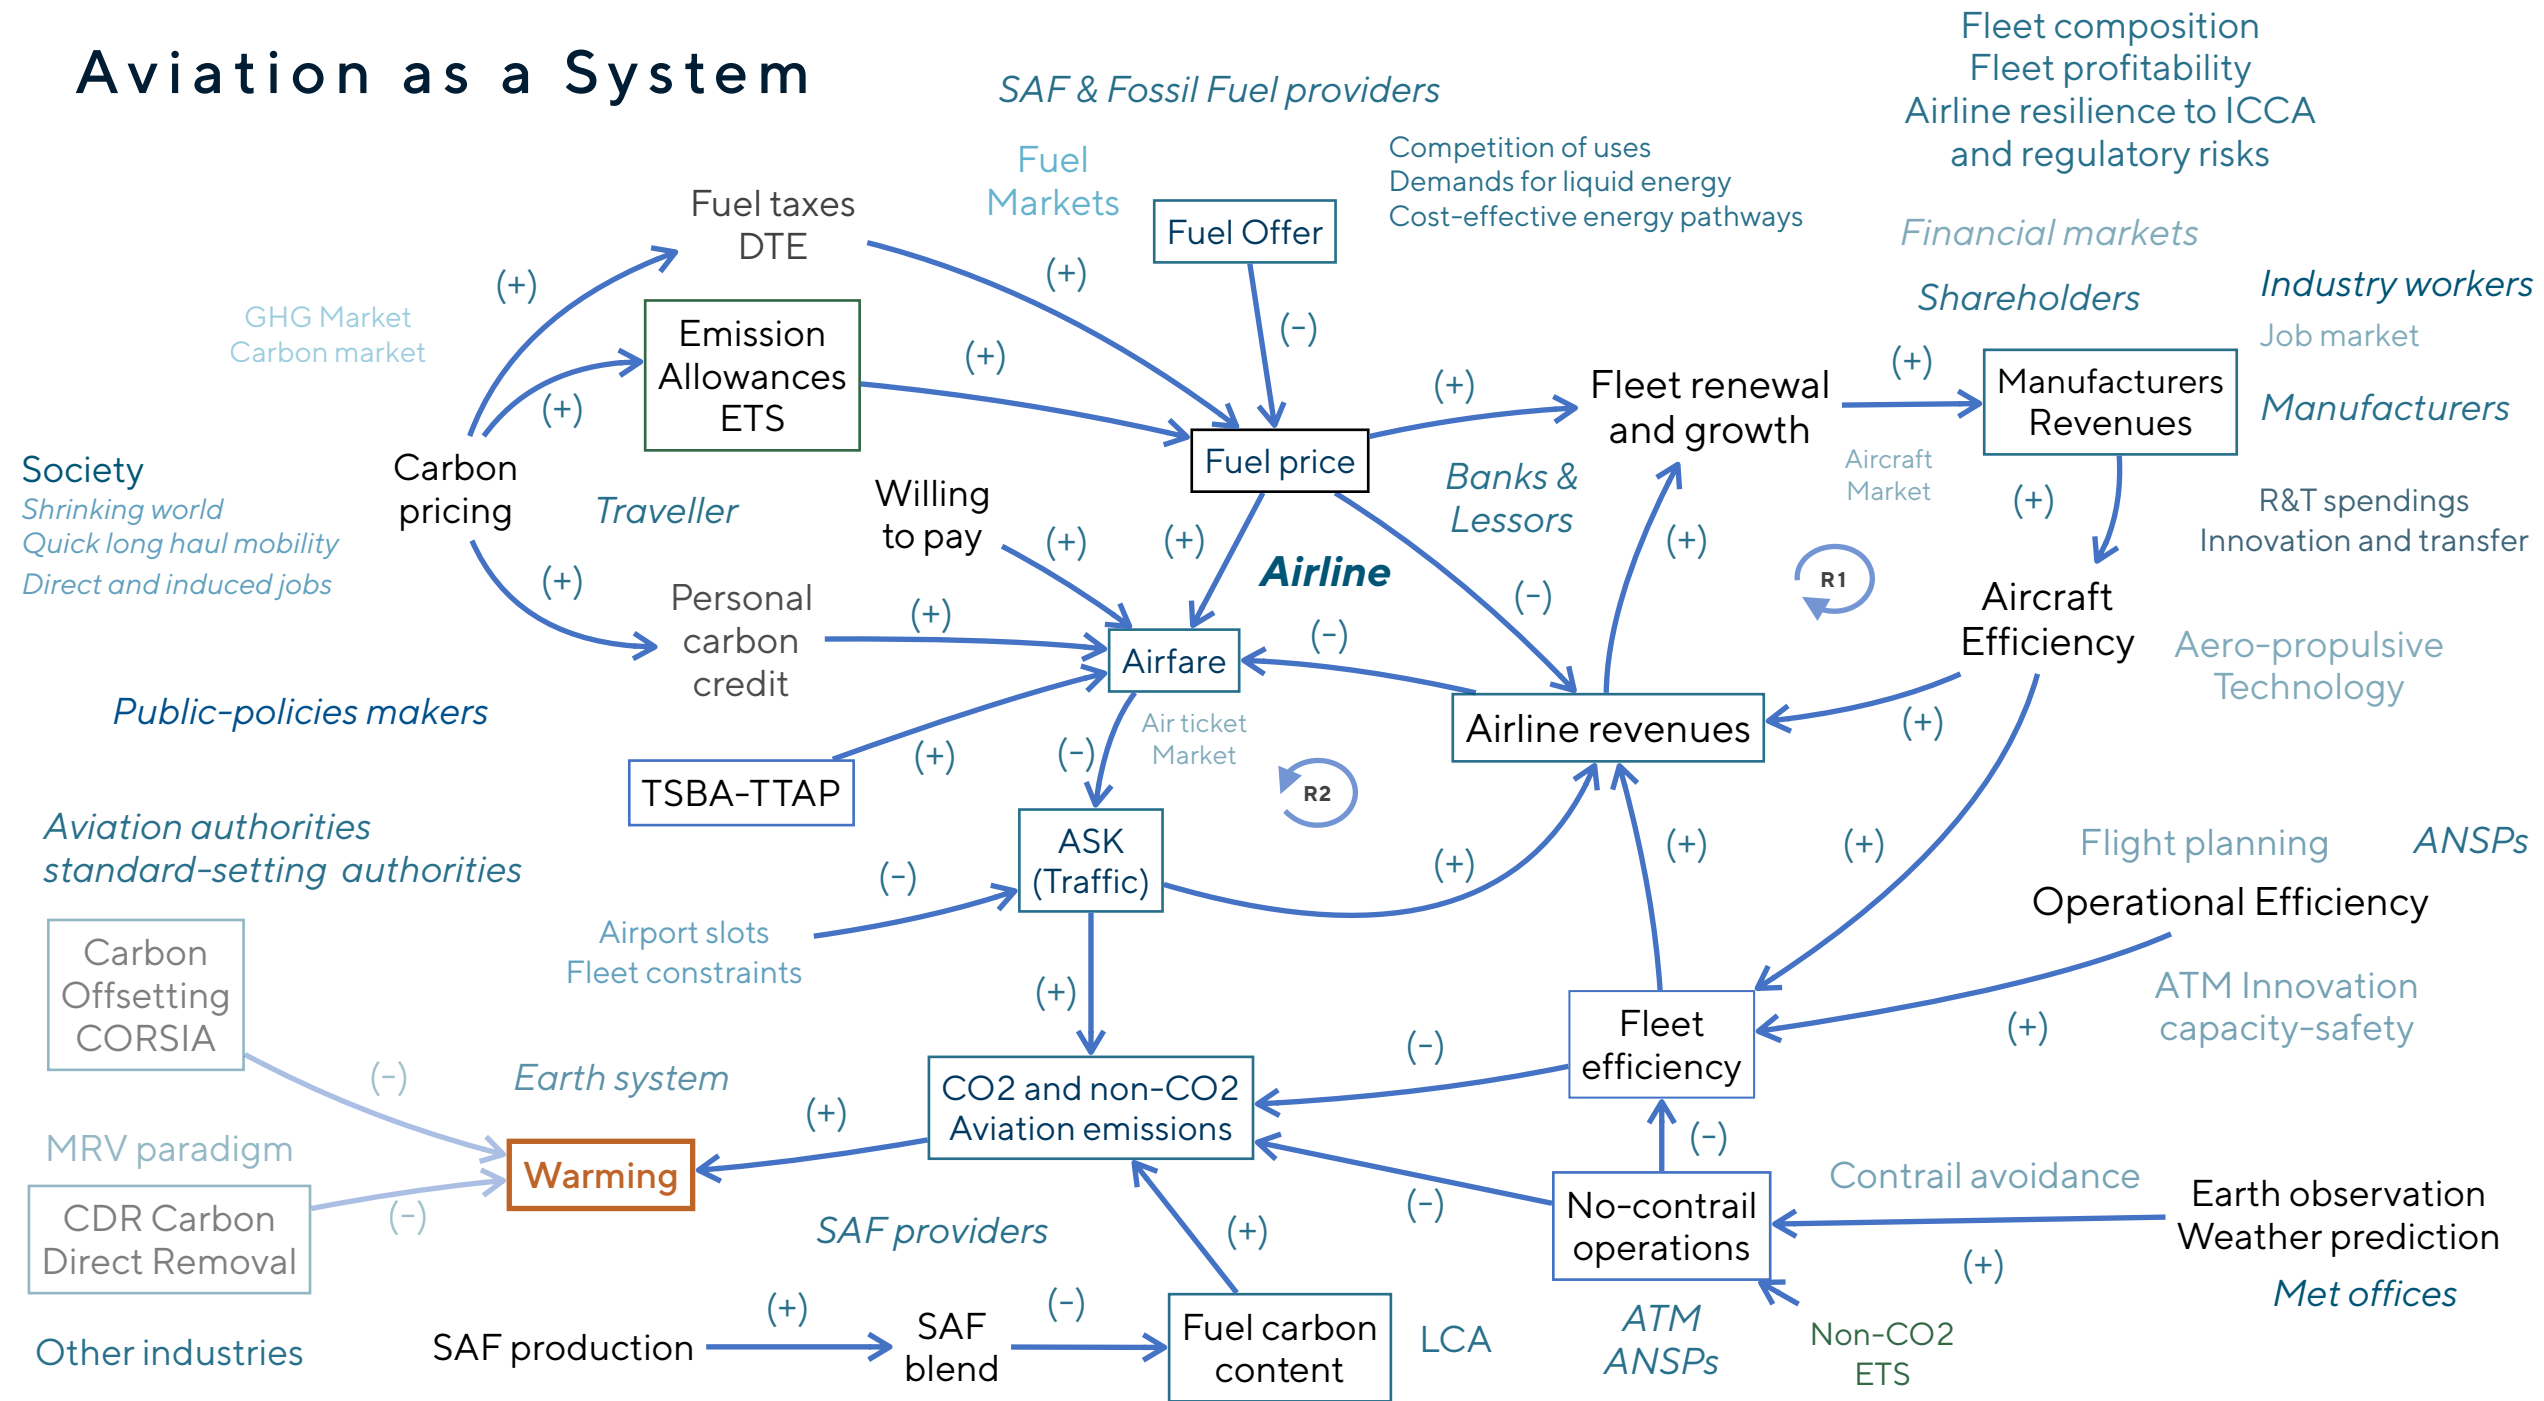 Aviation as a System
SAF & Fossil Fuel providers
Fleet composition
Fleet profitability
Airline resilience to ICCA
and regulatory risks
Fuel
Markets
Competition of uses
Demands for liquid energy
Cost-effective energy pathways
Fuel taxes
DTE
Fuel Offer
Financial markets
Shareholders
Industry workers
Job market
(+)
(+)
(-)
GHG Market
Carbon market
Emission
Allowances
ETS
(+)
(+)
(+)
Fleet renewal
and growth
(+)
Manufacturers
Revenues
Manufacturers
Society
Shrinking world
Quick long haul mobility
Direct and induced jobs
Carbon
pricing
Traveller
Willing
to pay
Fuel price
Banks &
Lessors
Aircraft
Market
(+)
R&T spendings
Innovation and transfer
(+)
(+)
(+)
Airline
(-)
(+)
R1
Aircraft
Efficiency
Personal
carbon
credit
(+)
Airfare
(-)
Aero-propulsive
Technology
Public-policies makers
Air ticket
Market
Airline revenues
(+)
TSBA-TTAP
(+)
(-)
R2
Aviation authorities
standard-setting authorities
ASK
(Traffic)
(-)
(+)
(+)
(+)
Flight planning
ANSPs
Operational Efficiency
Airport slots
Fleet constraints
Carbon
Offsetting
CORSIA
(+)
ATM Innovation
capacity-safety
(+)
Fleet
efficiency
(-)
(-)
Earth system
(+)
CO2 and non-CO2
Aviation emissions
MRV paradigm
Warming
(-)
Contrail avoidance
CDR Carbon
Direct Removal
(-)
SAF providers
(+)
(-)
No-contrail
operations
Earth observation
Weather prediction
(+)
Met offices
Other industries
SAF production
(+)
SAF
blend
(-)
Fuel carbon
content
LCA
ATM
ANSPs
Non-CO2
ETS